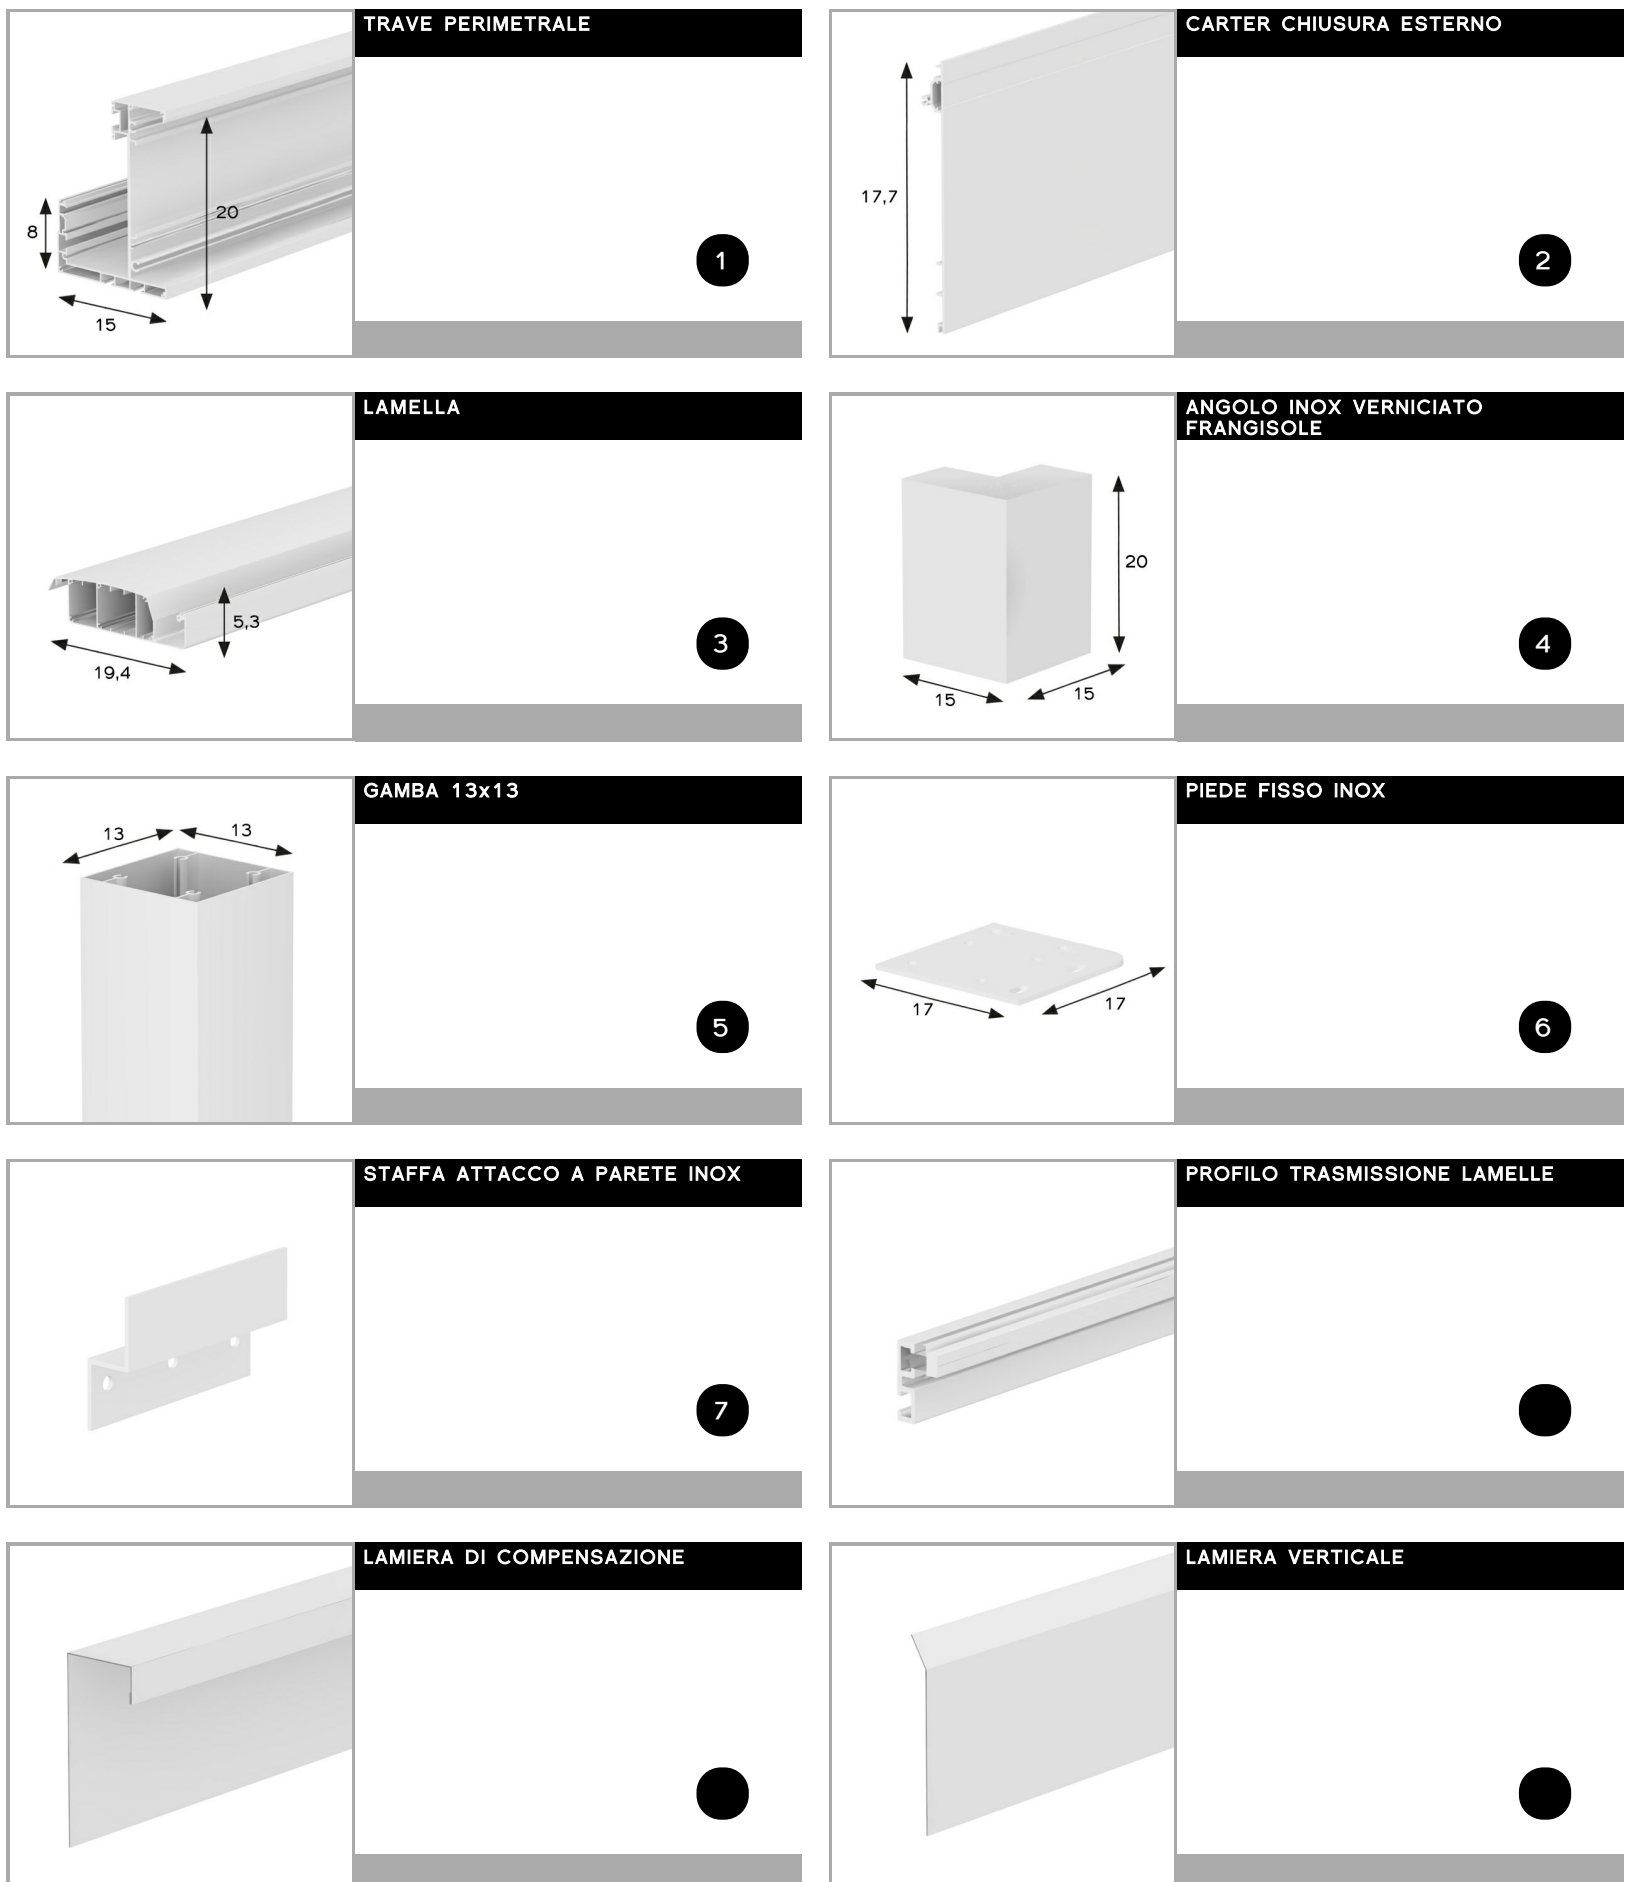 TRAVE PERIMETRALE
20
8
15
1
CARTER CHIUSURA ESTERNO
17,7
2
LAMELLA
5,3
19,4
3
ANGOLO INOX VERNICIATO
FRANGISOLE
20
15
15
4
GAMBA 13x13
13
13
5
PIEDE FISSO INOX
17
17
6
STAFFA ATTACCO A PARETE INOX
7
PROFILO TRASMISSIONE LAMELLE
LAMIERA DI COMPENSAZIONE
LAMIERA VERTICALE